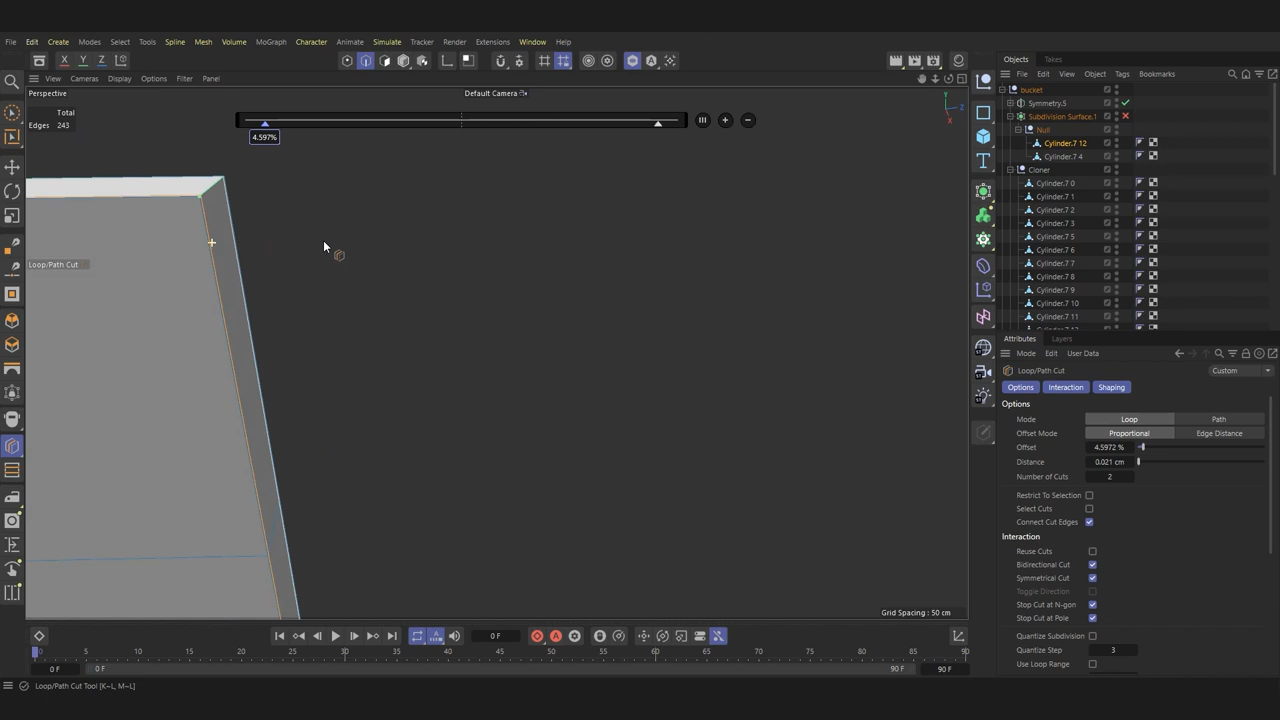 File Edit Create Modes Select Tools Spline Mesh Volume MoGraph Character Animate Simulate Tracker Render Extensions Window Help
X Y Z
View Cameras Display Options Filter Panel
Perspective
Default Camera
Total
Edges 243
4.597%
Y
Z
X
Loop/Path Cut
Grid Spacing : 50 cm
0 F
0 5 10 15 20 25 30 35 40 45 50 55 60 65 70 75 80 85 90
0 F 0 F 90 F 90 F
Loop/Path Cut Tool [K~L, M~L]
Objects Takes
File Edit View Object Tags Bookmarks
bucket
Symmetry.5
Subdivision Surface.1
Null
Cylinder.7 12
Cylinder.7 4
Cloner
Cylinder.7 0
Cylinder.7 1
Cylinder.7 2
Cylinder.7 3
Cylinder.7 5
Cylinder.7 6
Cylinder.7 7
Cylinder.7 8
Cylinder.7 9
Cylinder.7 10
Cylinder.7 11
Attributes Layers
Mode Edit User Data
Loop/Path Cut Custom
Options Interaction Shaping
Options
Mode Loop Path
Offset Mode Proportional Edge Distance
Offset 4.5972 %
Distance 0.021 cm
Number of Cuts 2
Restrict To Selection
Select Cuts
Connect Cut Edges
Interaction
Reuse Cuts
Bidirectional Cut
Symmetrical Cut
Toggle Direction
Stop Cut at N-gon
Stop Cut at Pole
Quantize Subdivision
Quantize Step 3
Use Loop Range